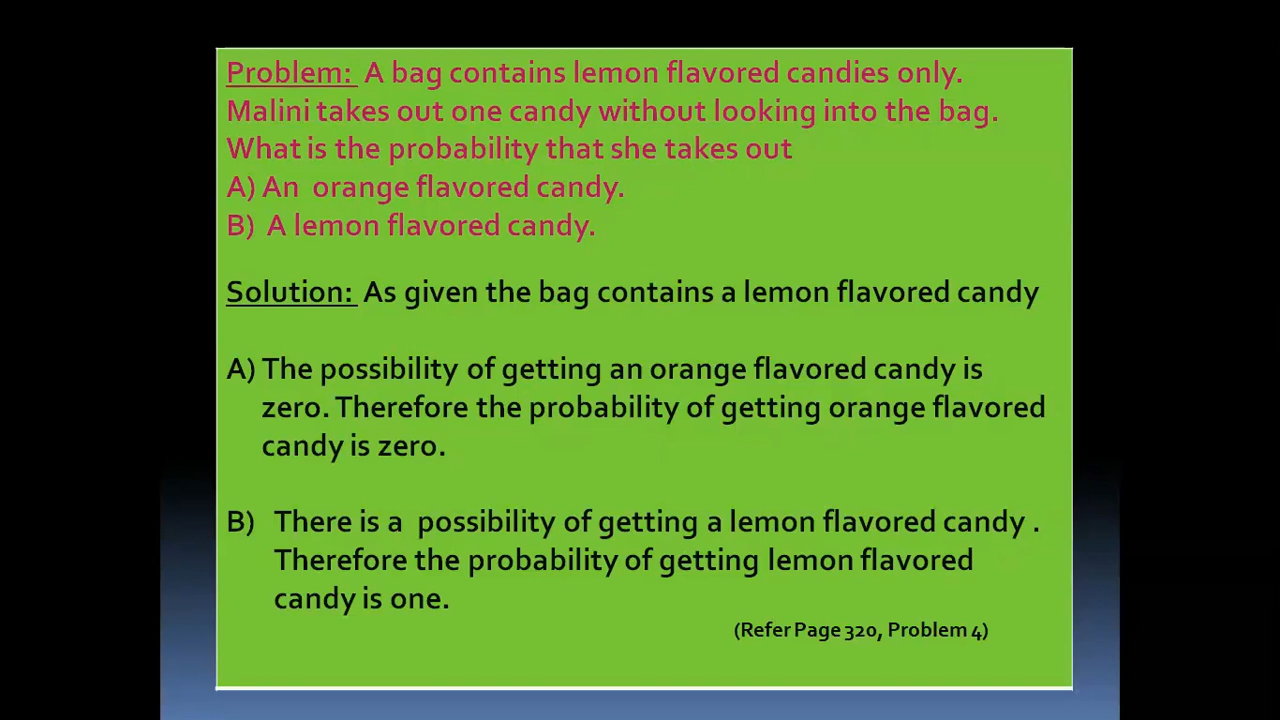 Problem: A bag contains lemon flavored candies only.
Malini takes out one candy without looking into the bag.
What is the probability that she takes out
A) An orange flavored candy.
B) A lemon flavored candy.
Solution: As given the bag contains a lemon flavored candy
A) The possibility of getting an orange flavored candy is
zero. Therefore the probability of getting orange flavored
candy is zero.
B) There is a possibility of getting a lemon flavored candy .
Therefore the probability of getting lemon flavored
candy is one.
(Refer Page 320, Problem 4)